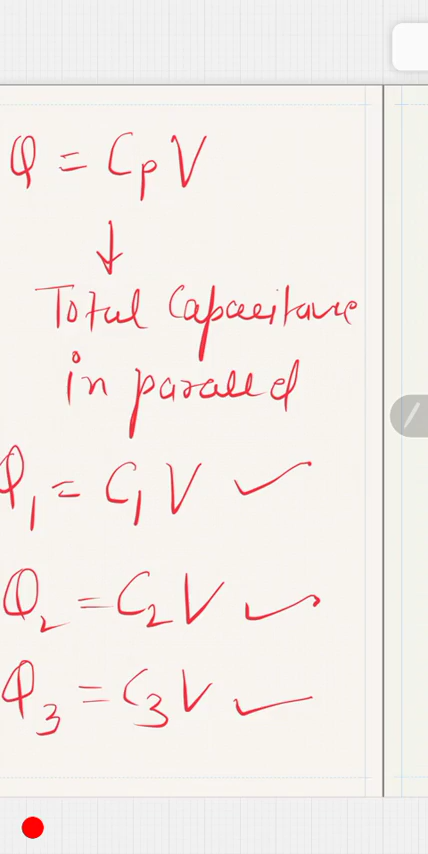 Q = CpV
↓
Total Capacitance
in parallel
Q₁ = C₁V ✓
Q₂ = C₂V ✓
Q₃ = C₃V ✓